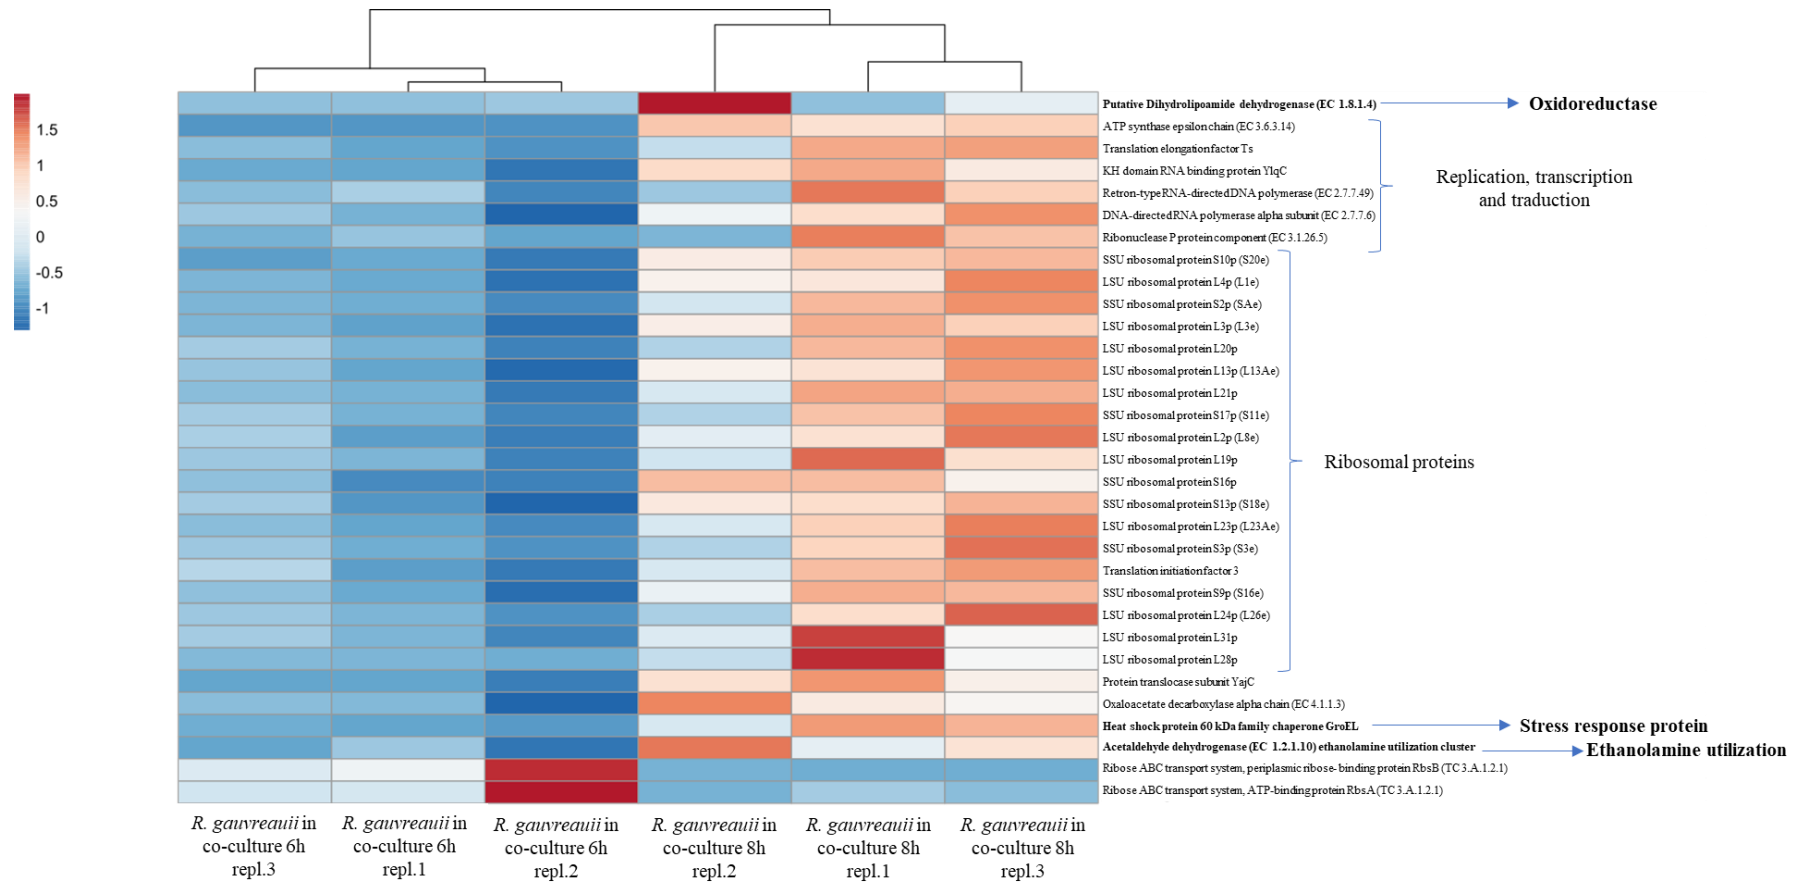 1.5
1
0.5
0
-0.5
-1
Putative Dihydrolipoamide dehydrogenase (EC 1.8.1.4)
Oxidoreductase
ATP synthase epsilon chain (EC 3.6.3.14)
Translation elongation factor Ts
KH domain RNA binding protein YlqC
Retron-type RNA-directed DNA polymerase (EC 2.7.7.49)
DNA-directed RNA polymerase alpha subunit (EC 2.7.7.6)
Ribonuclease P protein component (EC 3.1.26.5)
Replication, transcription
and traduction
SSU ribosomal protein S10p (S20e)
LSU ribosomal protein L4p (L1e)
SSU ribosomal protein S2p (SAe)
LSU ribosomal protein L3p (L3e)
LSU ribosomal protein L20p
LSU ribosomal protein L13p (L13Ae)
LSU ribosomal protein L21p
SSU ribosomal protein S17p (S11e)
LSU ribosomal protein L2p (L8e)
LSU ribosomal protein L19p
SSU ribosomal protein S16p
SSU ribosomal protein S13p (S18e)
LSU ribosomal protein L23p (L23Ae)
SSU ribosomal protein S3p (S3e)
Translation initiation factor 3
SSU ribosomal protein S9p (S16e)
LSU ribosomal protein L24p (L26e)
LSU ribosomal protein L31p
LSU ribosomal protein L28p
Ribosomal proteins
Protein translocase subunit YajC
Oxaloacetate decarboxylase alpha chain (EC 4.1.1.3)
Heat shock protein 60 kDa family chaperone GroEL
Stress response protein
Acetaldehyde dehydrogenase (EC 1.2.1.10) ethanolamine utilization cluster
Ethanolamine utilization
Ribose ABC transport system, periplasmic ribose-binding protein RbsB (TC 3.A.1.2.1)
Ribose ABC transport system, ATP-binding protein RbsA (TC 3.A.1.2.1)
R. gauvreauii in
co-culture 6h
repl.3
R. gauvreauii in
co-culture 6h
repl.1
R. gauvreauii in
co-culture 6h
repl.2
R. gauvreauii in
co-culture 8h
repl.2
R. gauvreauii in
co-culture 8h
repl.1
R. gauvreauii in
co-culture 8h
repl.3